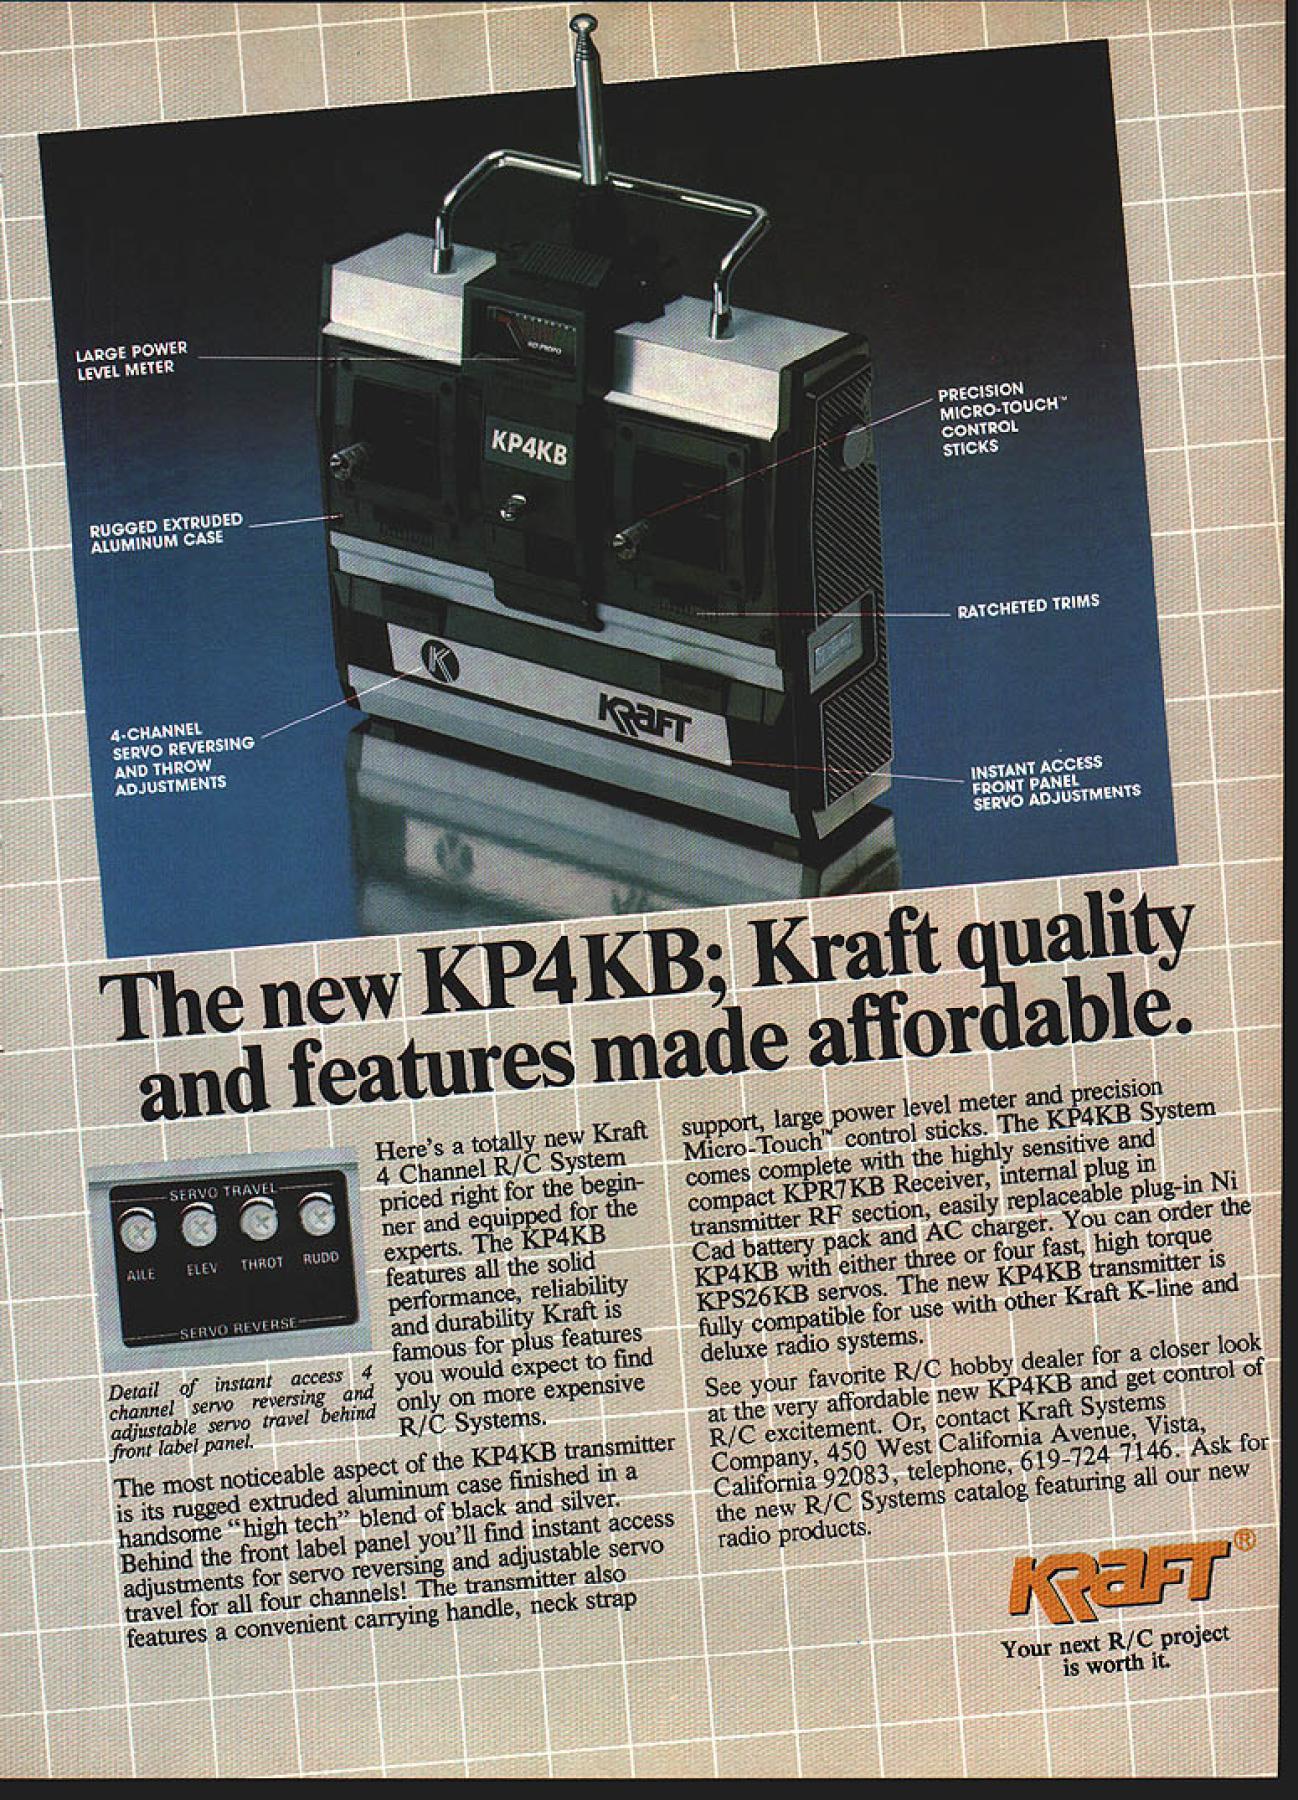 LARGE POWER
LEVEL METER
RUGGED EXTRUDED
ALUMINUM CASE
4-CHANNEL
SERVO REVERSING
AND THROW
ADJUSTMENTS
KP4KB
KRAFT
PRECISION
MICRO-TOUCH™
CONTROL
STICKS
RATCHETED TRIMS
INSTANT ACCESS
FRONT PANEL
SERVO ADJUSTMENTS
The new KP4KB; Kraft quality
and features made affordable.
SERVO TRAVEL
AILE ELEV THROT RUDD
SERVO REVERSE
Detail of instant access 4
channel servo reversing and
adjustable servo travel behind
front label panel.
Here's a totally new Kraft
4 Channel R/C System
priced right for the begin-
ner and equipped for the
experts. The KP4KB
features all the solid
performance, reliability
and durability Kraft is
famous for plus features
you would expect to find
only on more expensive
R/C Systems.
The most noticeable aspect of the KP4KB transmitter
is its rugged extruded aluminum case finished in a
handsome "high tech" blend of black and silver.
Behind the front label panel you'll find instant access
adjustments for servo reversing and adjustable servo
travel for all four channels! The transmitter also
features a convenient carrying handle, neck strap
support, large power level meter and precision
Micro-Touch™ control sticks. The KP4KB System
comes complete with the highly sensitive and
compact KPR7KB Receiver, internal plug in
transmitter RF section, easily replaceable plug-in Ni
Cad battery pack and AC charger. You can order the
KP4KB with either three or four fast, high torque
KPS26KB servos. The new KP4KB transmitter is
fully compatible for use with other Kraft K-line and
deluxe radio systems.
See your favorite R/C hobby dealer for a closer look
at the very affordable new KP4KB and get control of
R/C excitement. Or, contact Kraft Systems
Company, 450 West California Avenue, Vista,
California 92083, telephone, 619-724 7146. Ask for
the new R/C Systems catalog featuring all our new
radio products.
KRAFT®
Your next R/C project
is worth it.